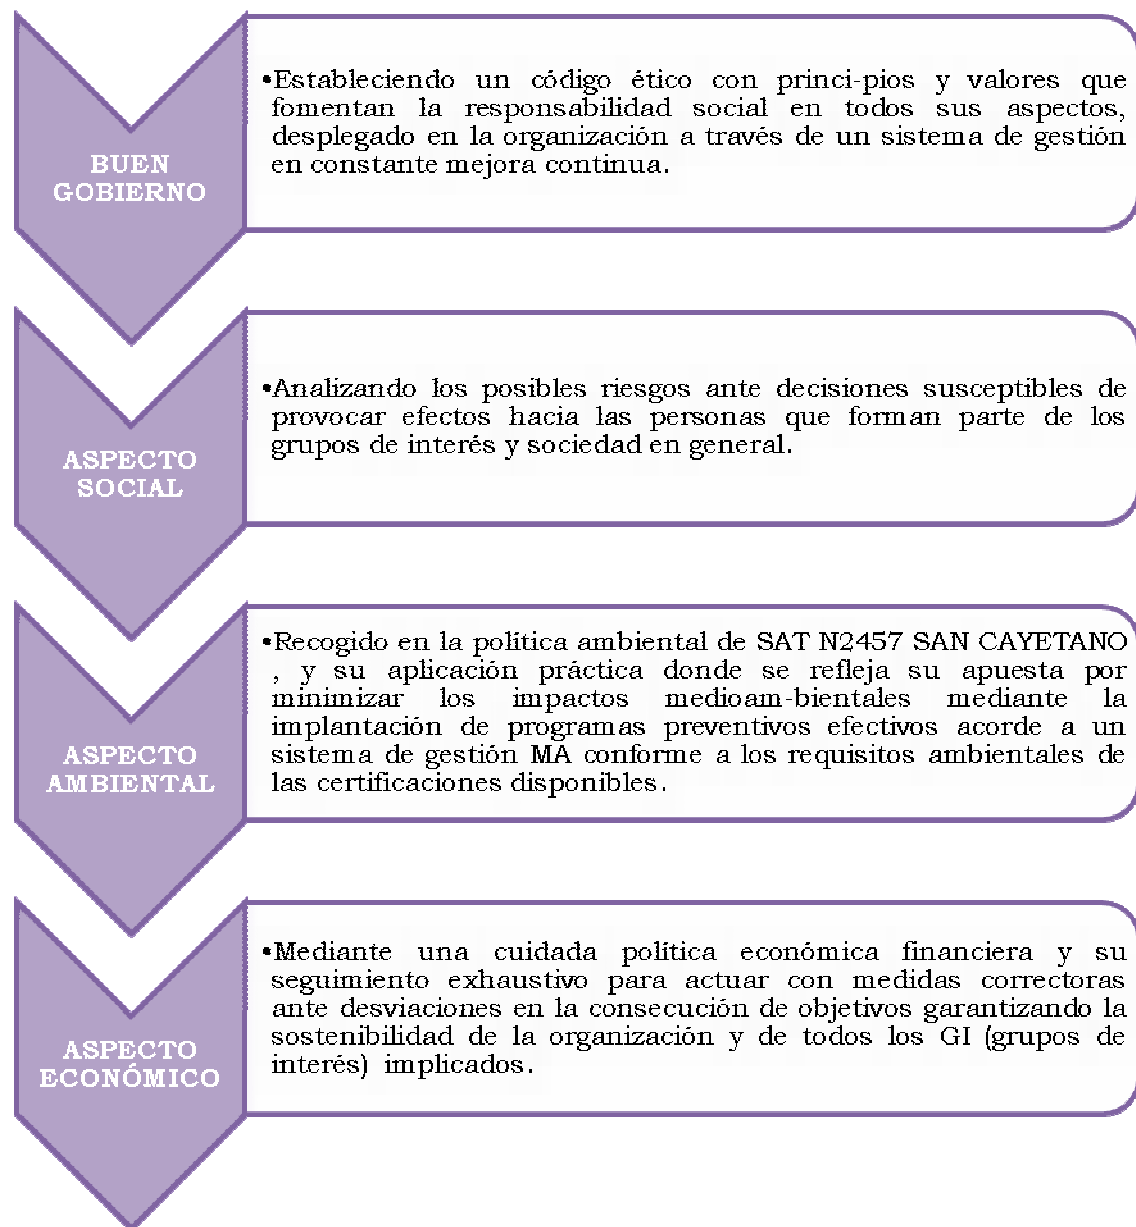 BUEN
GOBIERNO
•Estableciendo un código ético con princi-pios y valores que
fomentan la responsabilidad social en todos sus aspectos,
desplegado en la organización a través de un sistema de gestión
en constante mejora continua.
ASPECTO
SOCIAL
•Analizando los posibles riesgos ante decisiones susceptibles de
provocar efectos hacia las personas que forman parte de los
grupos de interés y sociedad en general.
ASPECTO
AMBIENTAL
•Recogido en la política ambiental de SAT N2457 SAN CAYETANO
, y su aplicación práctica donde se refleja su apuesta por
minimizar los impactos medioam-bientales mediante la
implantación de programas preventivos efectivos acorde a un
sistema de gestión MA conforme a los requisitos ambientales de
las certificaciones disponibles.
ASPECTO
ECONÓMICO
•Mediante una cuidada política económica financiera y su
seguimiento exhaustivo para actuar con medidas correctoras
ante desviaciones en la consecución de objetivos garantizando la
sostenibilidad de la organización y de todos los GI (grupos de
interés) implicados.